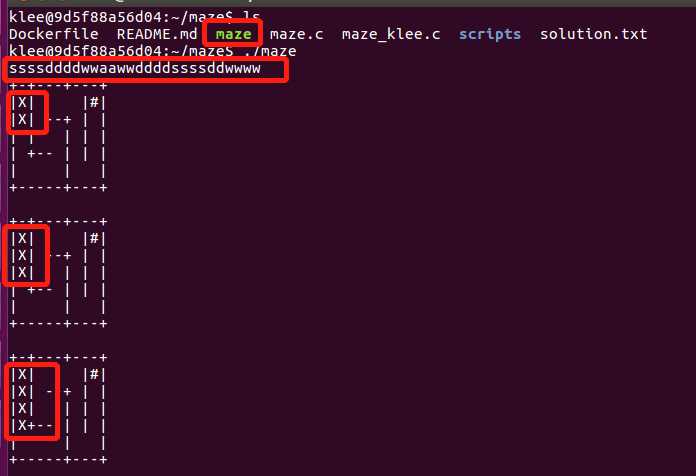 klee@9d5f88a56d04:~/maze$ ls
Dockerfile  README.md  maze  maze.c  maze_klee.c  scripts  solution.txt
klee@9d5f88a56d04:~/maze$ ./maze
ssssddddwwaawwddddssssddwwww
+-+---+---+
|X|     |#|
|X| --+ | |
| |   | | |
| +-- | | |
|     |   |
+-----+---+

+-+---+---+
|X|     |#|
|X| --+ | |
|X|   | | |
| +-- | | |
|     |   |
+-----+---+

+-+---+---+
|X|     |#|
|X| --+ | |
|X|   | | |
|X+-- | | |
|     |   |
+-----+---+